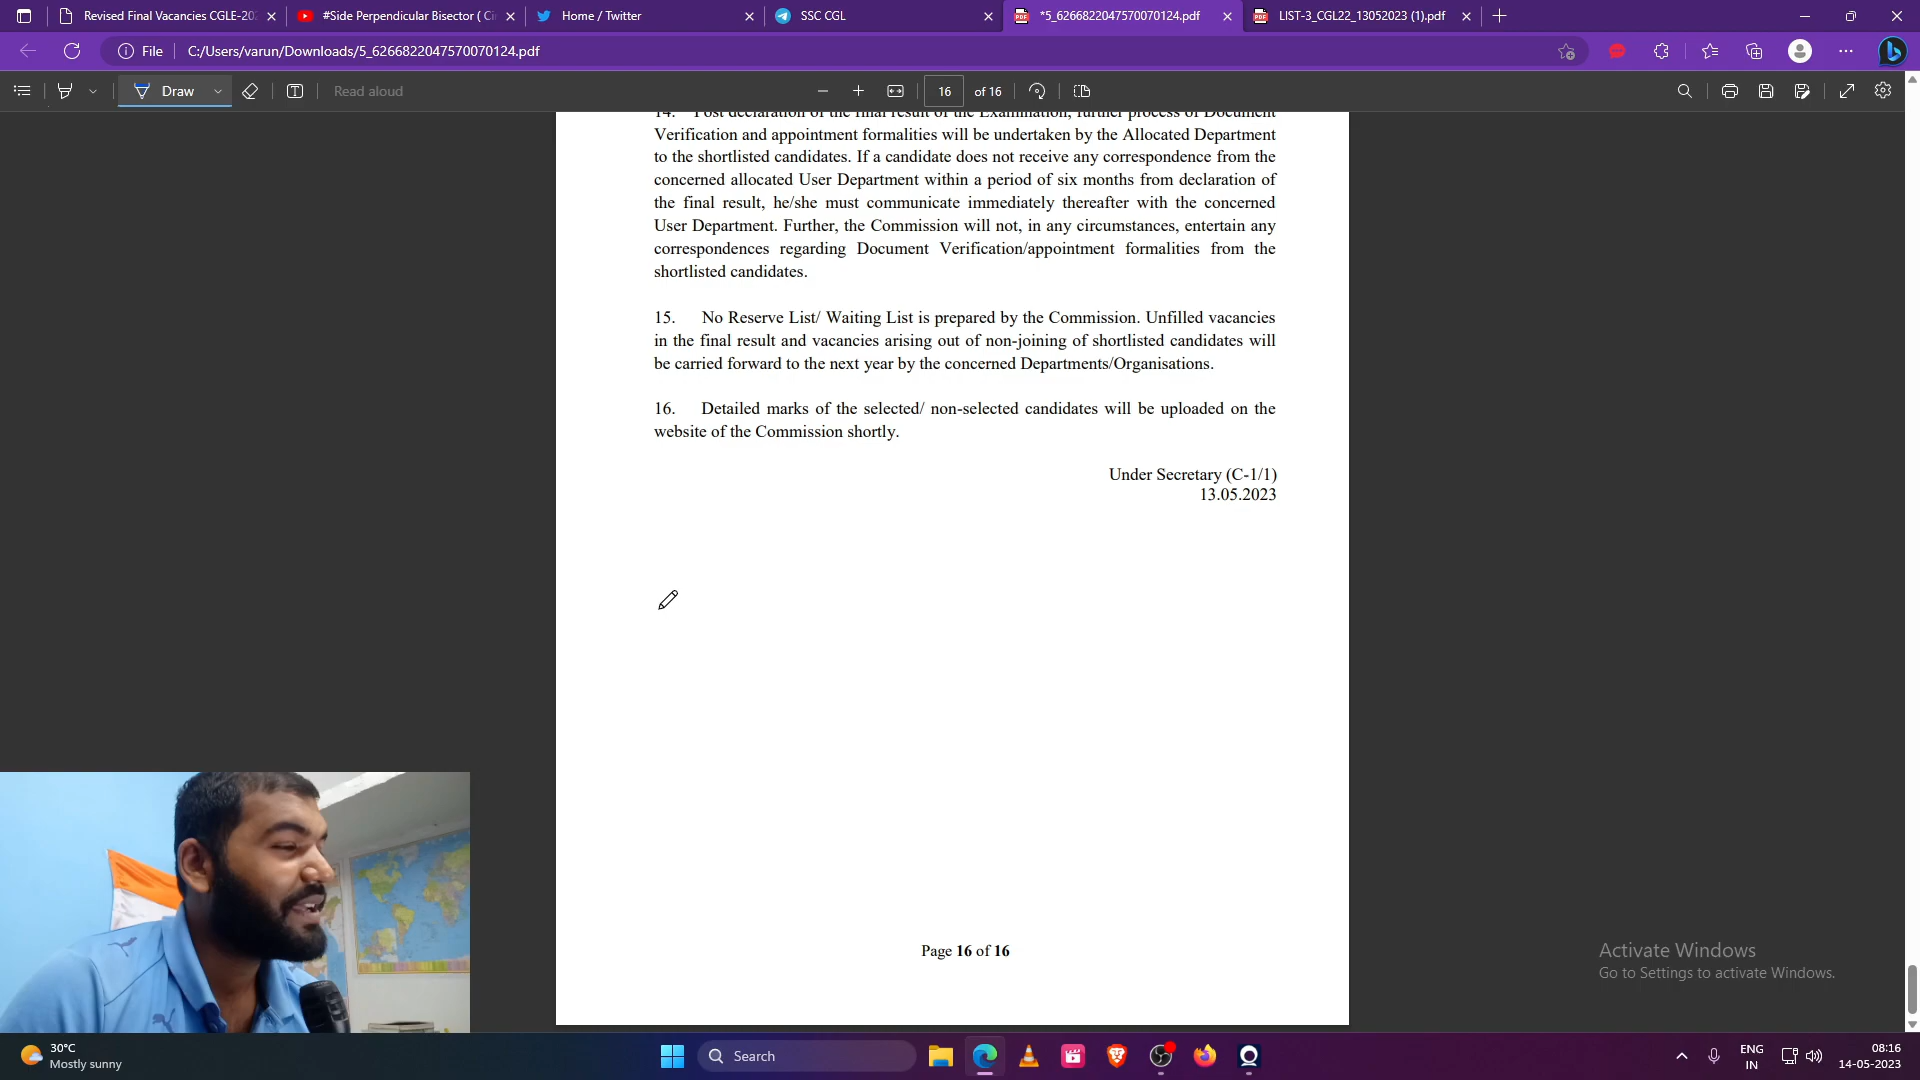 Revised Final Vacancies CGLE-202
#Side Perpendicular Bisector ( Ci
Home / Twitter
SSC CGL
*5_6266822047570070124.pdf
LIST-3_CGL22_13052023 (1).pdf
File
C:/Users/varun/Downloads/5_6266822047570070124.pdf
Draw
Read aloud
16
of 16
14. Post declaration of the final result of the Examination, further process of Document
Verification and appointment formalities will be undertaken by the Allocated Department
to the shortlisted candidates. If a candidate does not receive any correspondence from the
concerned allocated User Department within a period of six months from declaration of
the final result, he/she must communicate immediately thereafter with the concerned
User Department. Further, the Commission will not, in any circumstances, entertain any
correspondences regarding Document Verification/appointment formalities from the
shortlisted candidates.
15. No Reserve List/ Waiting List is prepared by the Commission. Unfilled vacancies
in the final result and vacancies arising out of non-joining of shortlisted candidates will
be carried forward to the next year by the concerned Departments/Organisations.
16. Detailed marks of the selected/ non-selected candidates will be uploaded on the
website of the Commission shortly.
Under Secretary (C-1/1)
13.05.2023
Page 16 of 16
Activate Windows
Go to Settings to activate Windows.
30°C
Mostly sunny
Search
ENG
IN
08:16
14-05-2023